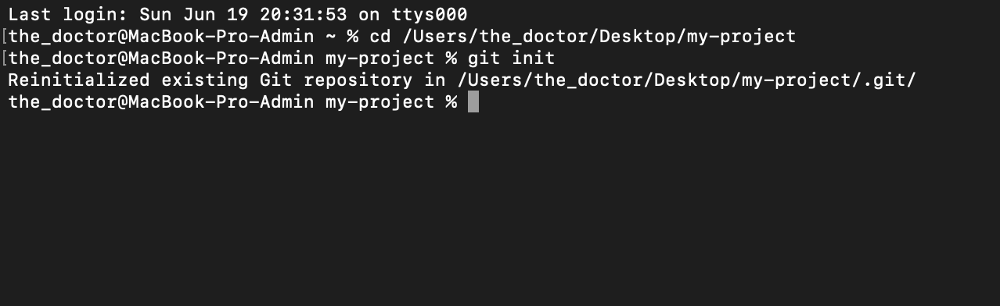 Last login: Sun Jun 19 20:31:53 on ttys000
[the_doctor@MacBook-Pro-Admin ~ % cd /Users/the_doctor/Desktop/my-project
[the_doctor@MacBook-Pro-Admin my-project % git init
Reinitialized existing Git repository in /Users/the_doctor/Desktop/my-project/.git/
the_doctor@MacBook-Pro-Admin my-project %